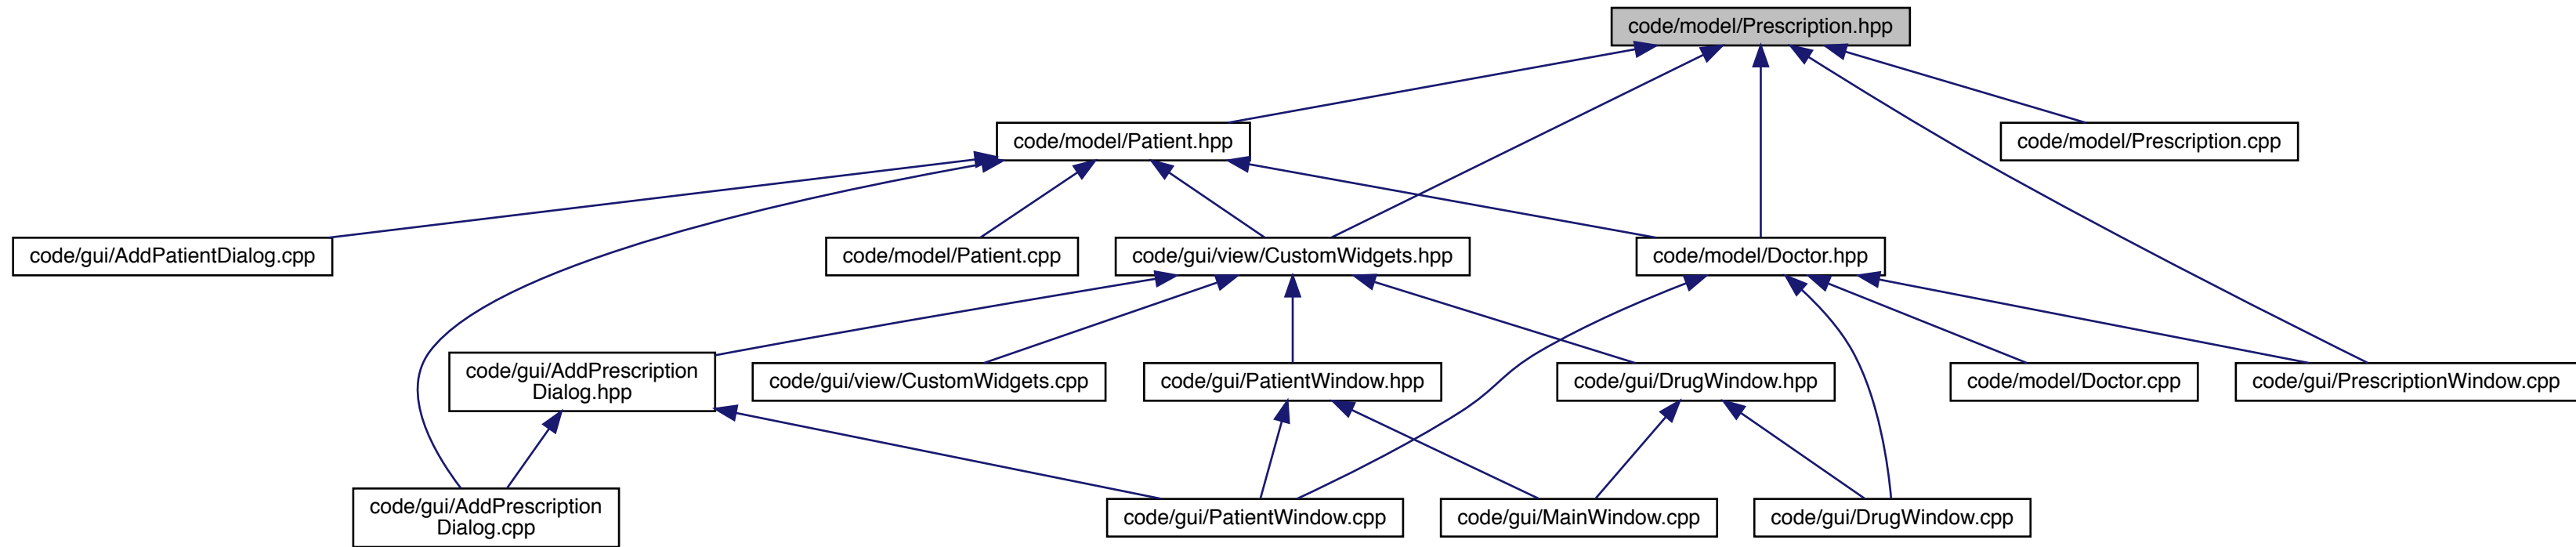 code/model/Prescription.hpp
code/model/Patient.hpp
code/model/Prescription.cpp
code/gui/AddPatientDialog.cpp
code/model/Patient.cpp
code/gui/view/CustomWidgets.hpp
code/model/Doctor.hpp
code/gui/AddPrescription
Dialog.hpp
code/gui/view/CustomWidgets.cpp
code/gui/PatientWindow.hpp
code/gui/DrugWindow.hpp
code/model/Doctor.cpp
code/gui/PrescriptionWindow.cpp
code/gui/AddPrescription
Dialog.cpp
code/gui/PatientWindow.cpp
code/gui/MainWindow.cpp
code/gui/DrugWindow.cpp